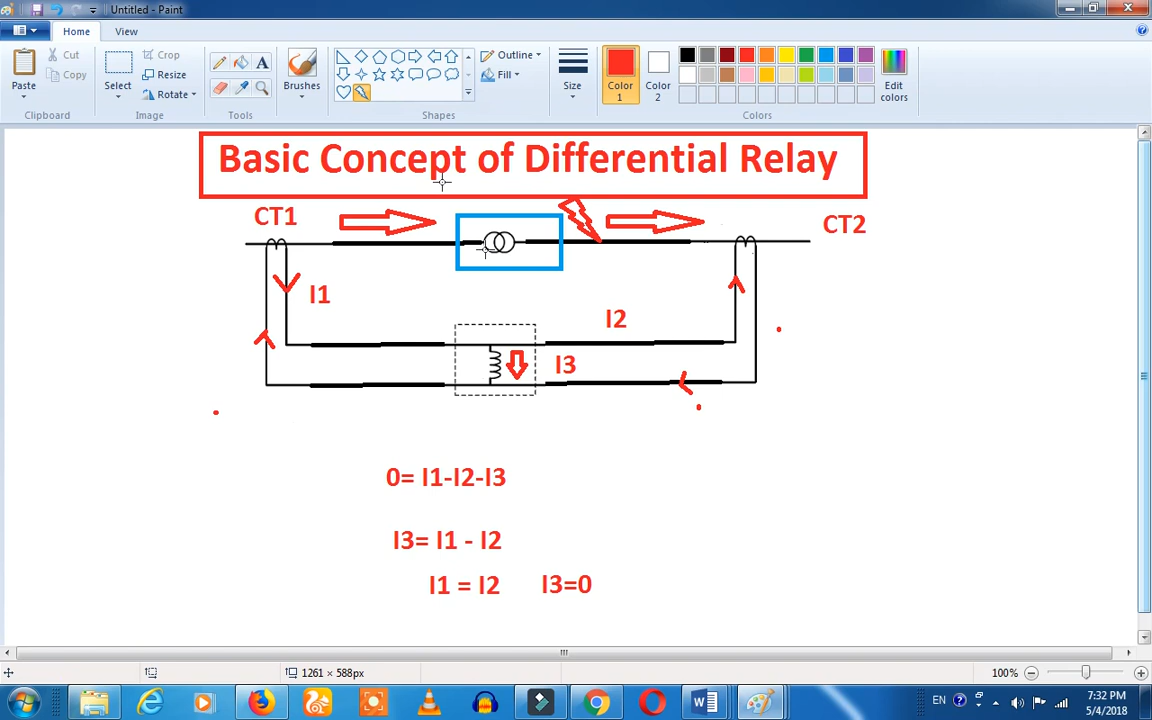 Untitled - Paint
Home
View
Paste
Cut
Copy
Clipboard
Select
Crop
Resize
Rotate
Image
A
Tools
Brushes
Outline
Fill
Shapes
Size
Color 1
Color 2
Edit colors
Colors
Basic Concept of Differential Relay
CT1
CT2
I1
I2
I3
0= I1-I2-I3
I3= I1 - I2
I1 = I2
I3=0
1261 × 588px
100%
EN
7:32 PM
5/4/2018